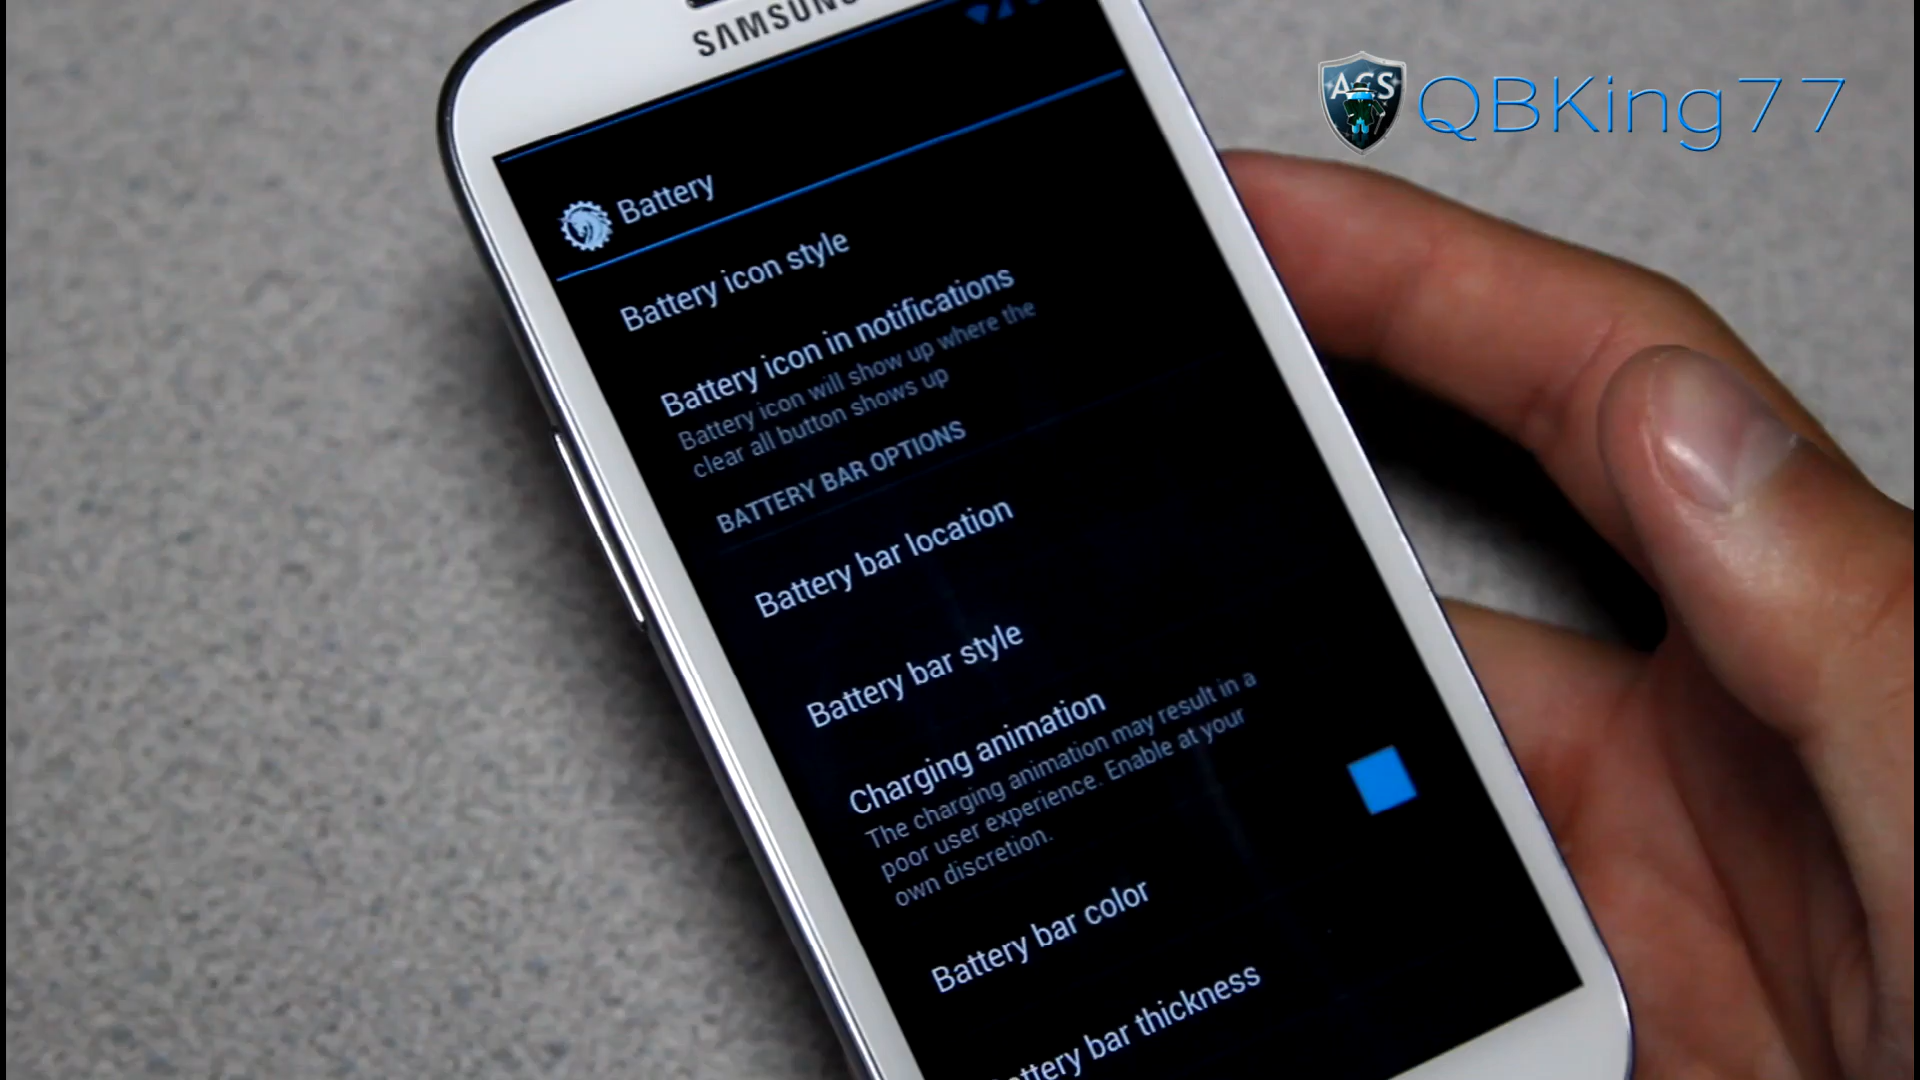 SAMSUNG
ACS
QBKing77
Battery
Battery icon style
Battery icon in notifications
Battery icon will show up where the
clear all button shows up
BATTERY BAR OPTIONS
Battery bar location
Battery bar style
Charging animation
The charging animation may result in a
poor user experience. Enable at your
own discretion.
Battery bar color
Battery bar thickness